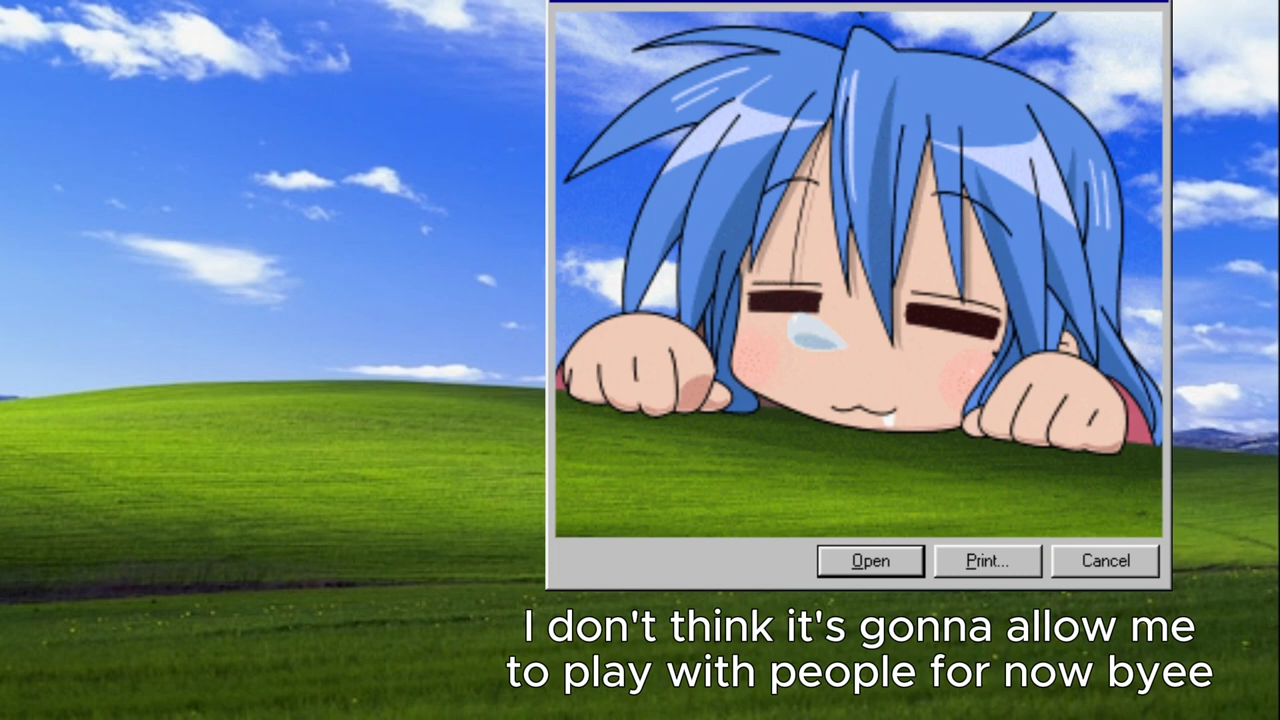 Open Print... Cancel
I don't think it's gonna allow me
to play with people for now byee